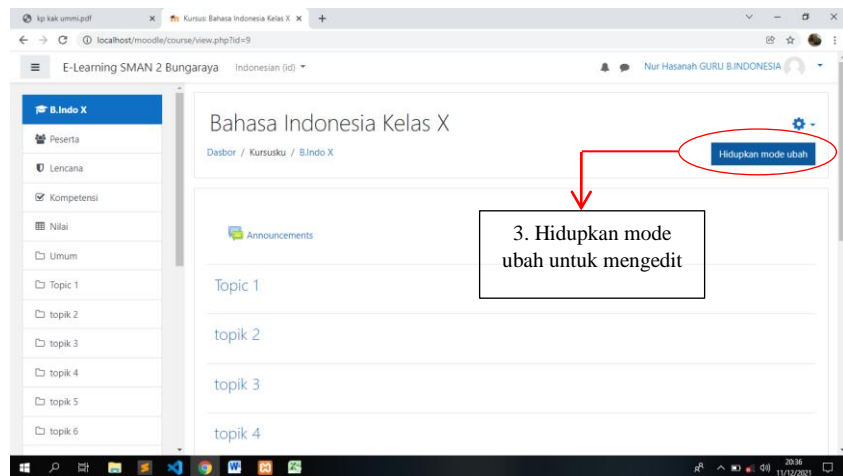 kp kak ummi.pdf
Kursus: Bahasa Indonesia Kelas X
localhost/moodle/course/view.php?id=9
E-Learning SMAN 2 Bungaraya
Indonesian (id)
Nur Hasanah GURU B.INDONESIA
B.Indo X
Peserta
Lencana
Kompetensi
Nilai
Umum
Topic 1
topik 2
topik 3
topik 4
topik 5
topik 6
Bahasa Indonesia Kelas X
Dasbor / Kursusku / B.Indo X
Hidupkan mode ubah
3. Hidupkan mode
ubah untuk mengedit
Announcements
Topic 1
topik 2
topik 3
topik 4
20:36
11/12/2021